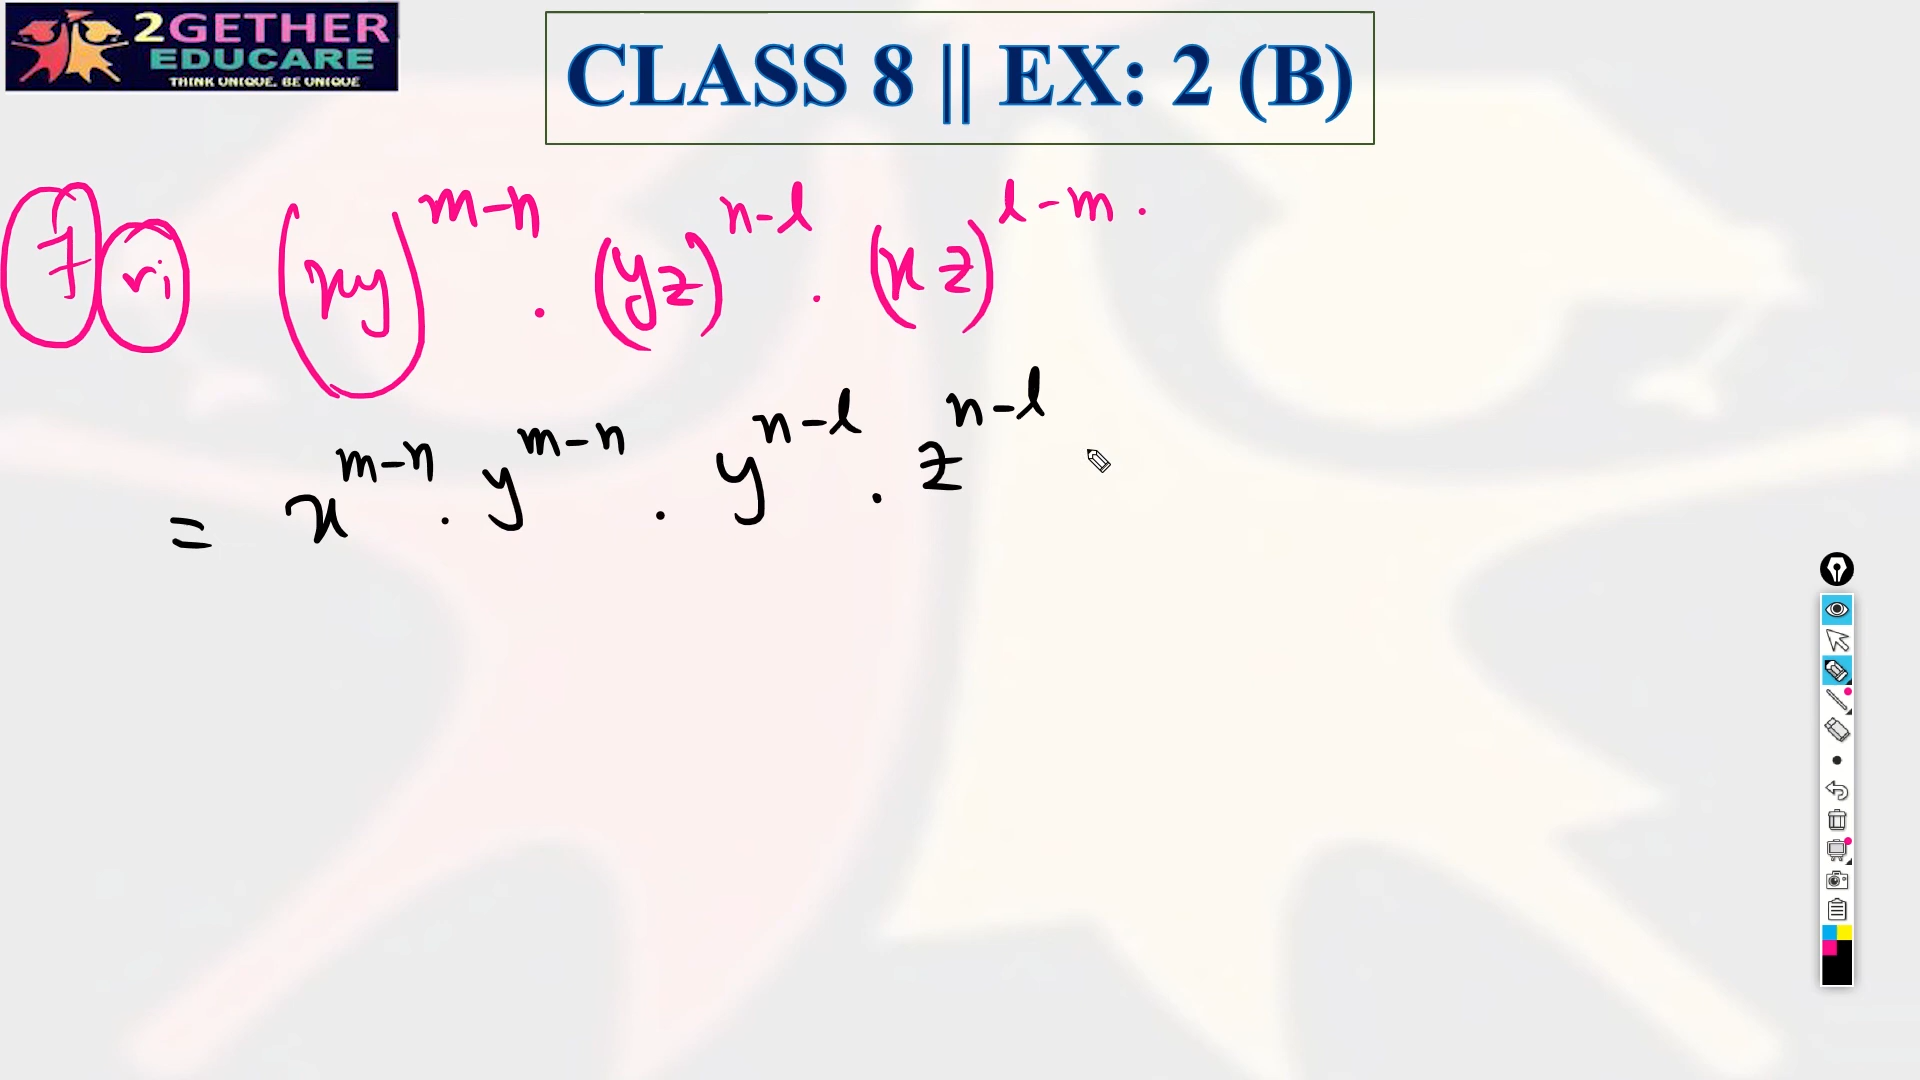 2GETHER
EDUCARE
THINK UNIQUE. BE UNIQUE
CLASS 8 || EX: 2 (B)
7 vi (xy)^{m-n} . (yz)^{n-l} . (xz)^{l-m} .
= x^{m-n} . y^{m-n} . y^{n-l} . z^{n-l}